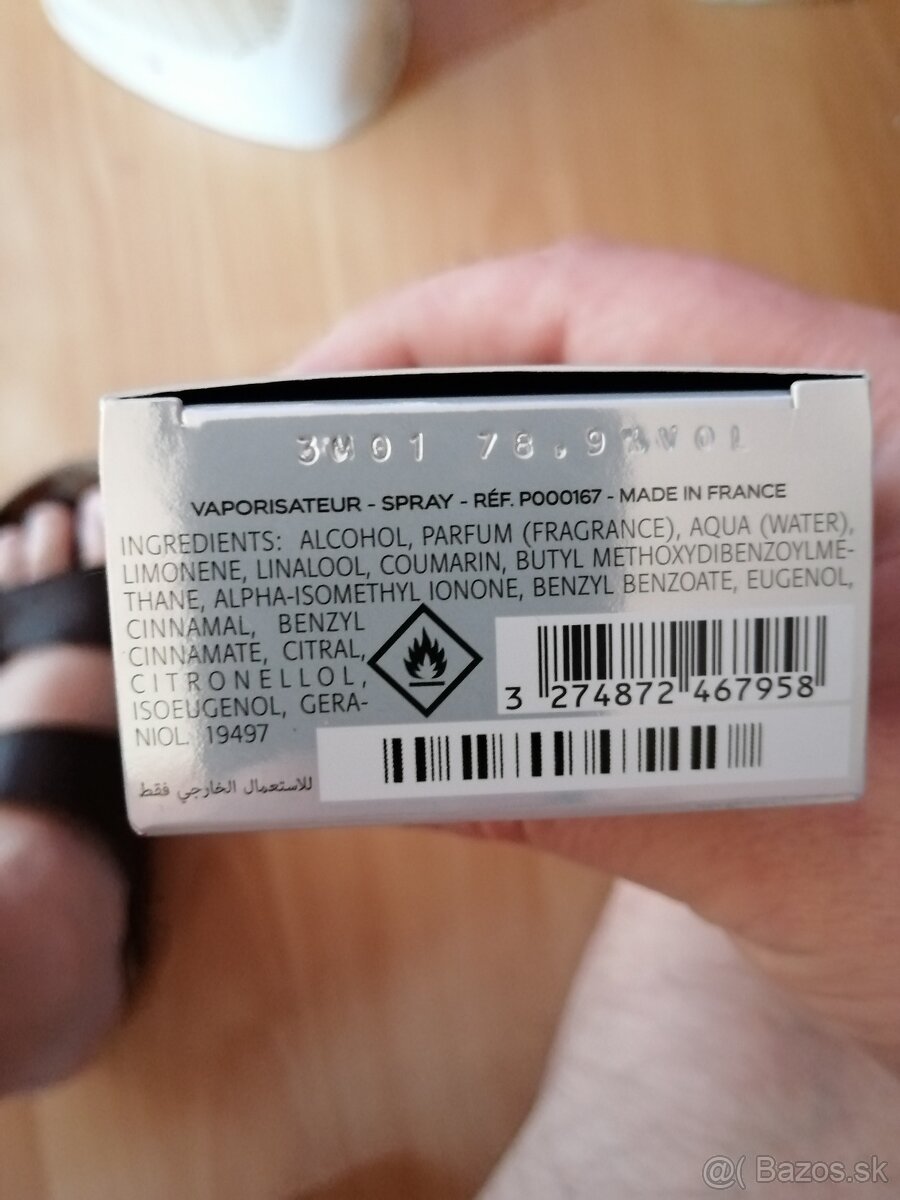 3W01 78.9%VOL
VAPORISATEUR - SPRAY - RÉF. P000167 - MADE IN FRANCE
INGREDIENTS: ALCOHOL, PARFUM (FRAGRANCE), AQUA (WATER),
LIMONENE, LINALOOL, COUMARIN, BUTYL METHOXYDIBENZOYLME-
THANE, ALPHA-ISOMETHYL IONONE, BENZYL BENZOATE, EUGENOL,
CINNAMAL, BENZYL
CINNAMATE, CITRAL,
CITRONELLOL,
ISOEUGENOL, GERA-
NIOL. 19497
3 274872 467958
للاستعمال الخارجي فقط
@( Bazos.sk